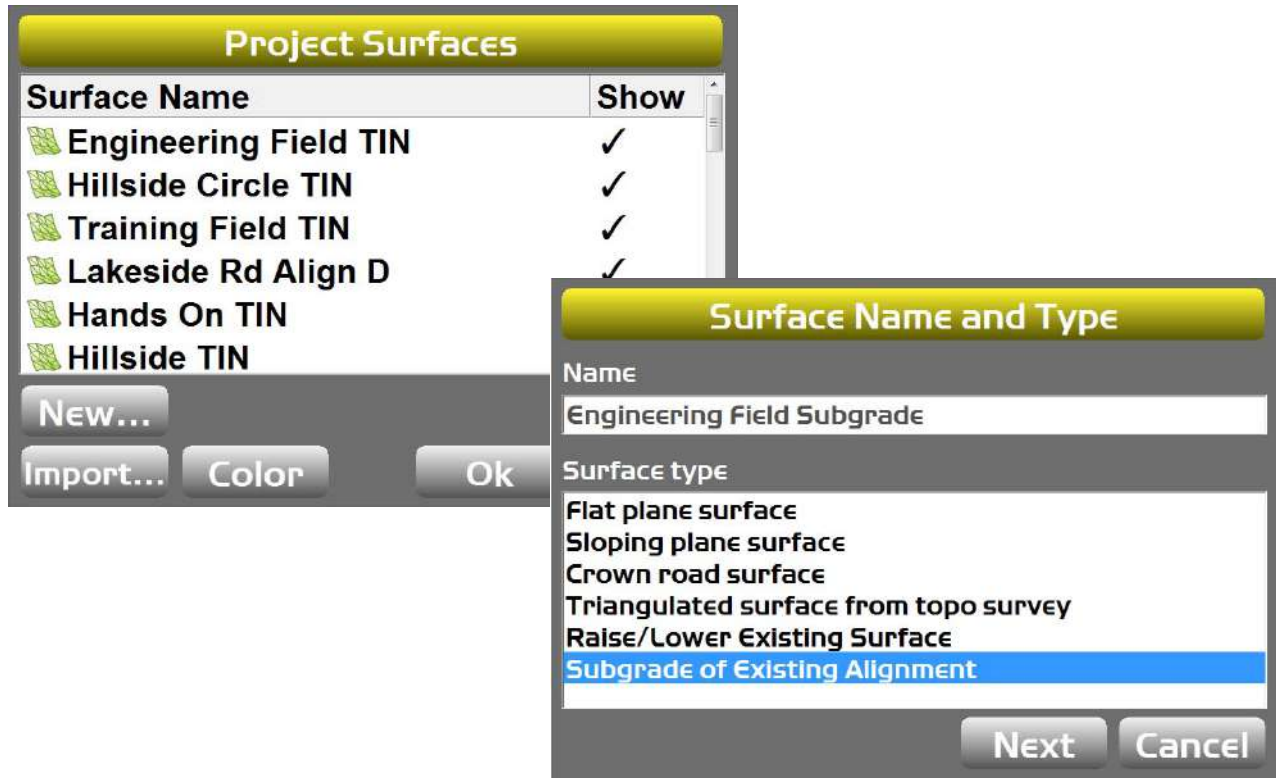 Project Surfaces
Surface Name Show
Engineering Field TIN ✓
Hillside Circle TIN ✓
Training Field TIN ✓
Lakeside Rd Align D ✓
Hands On TIN
Hillside TIN
New...
Import... Color Ok
Surface Name and Type
Name
Engineering Field Subgrade
Surface type
Flat plane surface
Sloping plane surface
Crown road surface
Triangulated surface from topo survey
Raise/Lower Existing Surface
Subgrade of Existing Alignment
Next Cancel